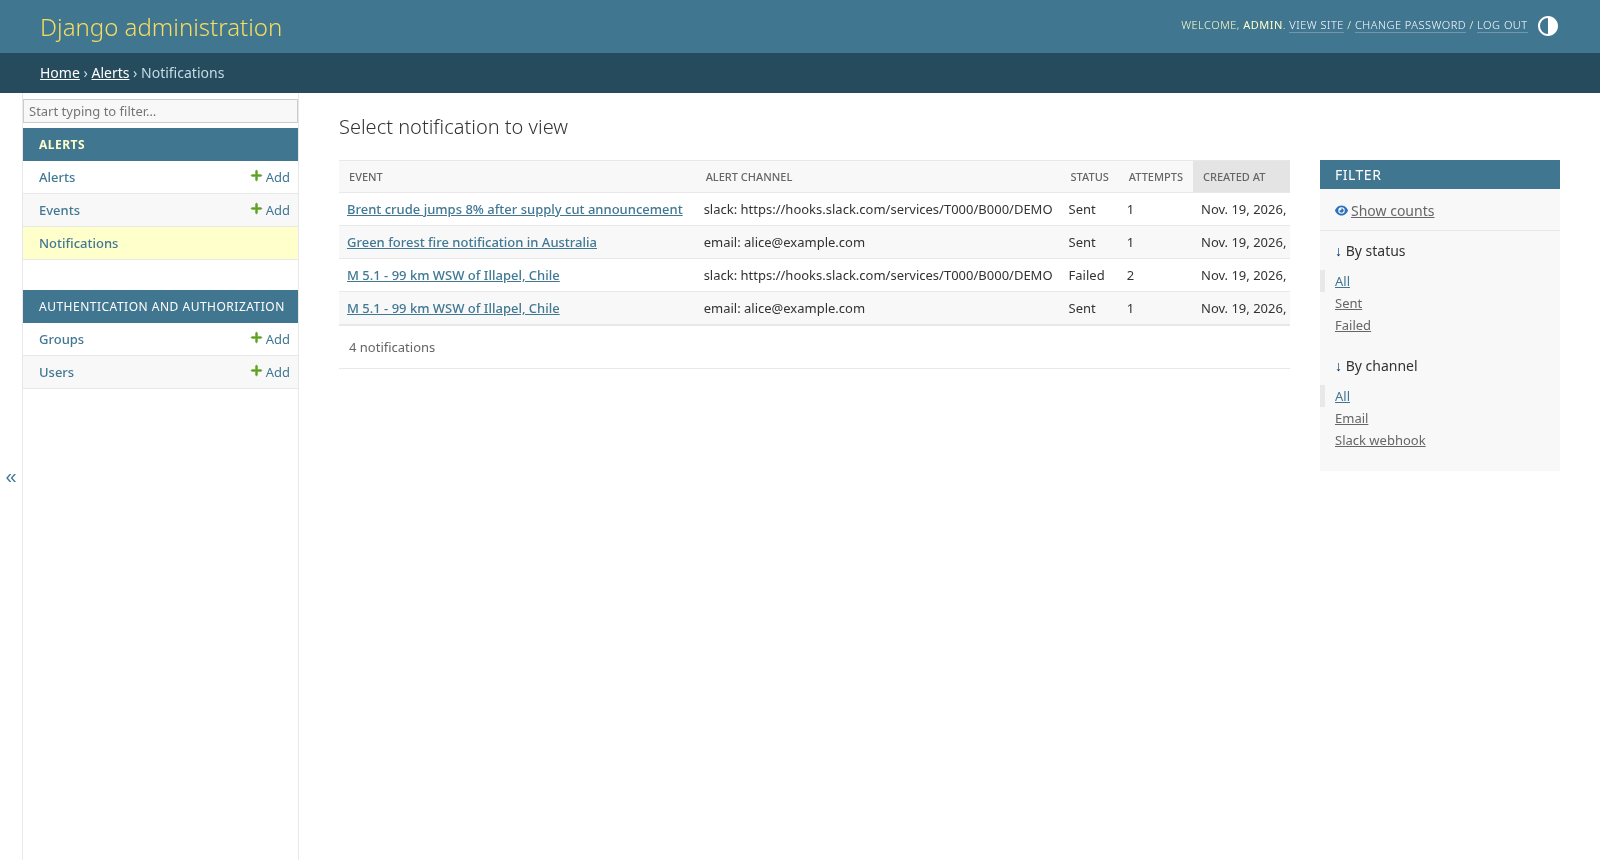 Django administration
WELCOME, ADMIN. VIEW SITE / CHANGE PASSWORD / LOG OUT
Home › Alerts › Notifications
Start typing to filter...
ALERTS
Alerts + Add
Events + Add
Notifications
AUTHENTICATION AND AUTHORIZATION
Groups + Add
Users + Add
«
Select notification to view
EVENT ALERT CHANNEL STATUS ATTEMPTS CREATED AT
Brent crude jumps 8% after supply cut announcement slack: https://hooks.slack.com/services/T000/B000/DEMO Sent 1 Nov. 19, 2026,
Green forest fire notification in Australia email: alice@example.com Sent 1 Nov. 19, 2026,
M 5.1 - 99 km WSW of Illapel, Chile slack: https://hooks.slack.com/services/T000/B000/DEMO Failed 2 Nov. 19, 2026,
M 5.1 - 99 km WSW of Illapel, Chile email: alice@example.com Sent 1 Nov. 19, 2026,
4 notifications
FILTER
Show counts
↓ By status
All
Sent
Failed
↓ By channel
All
Email
Slack webhook